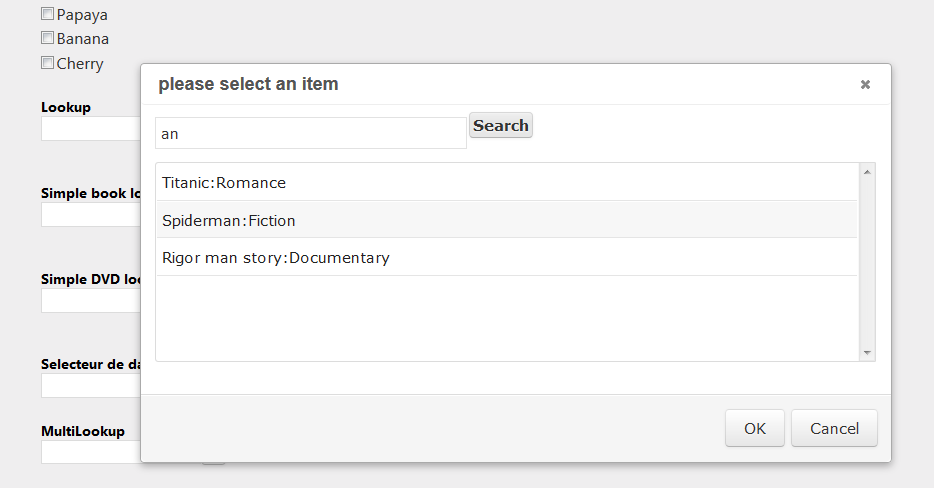 Papaya
Banana
Cherry
Lookup
Simple book lo
Simple DVD loo
Selecteur de da
MultiLookup
please select an item
an
Search
Titanic:Romance
Spiderman:Fiction
Rigor man story:Documentary
OK
Cancel